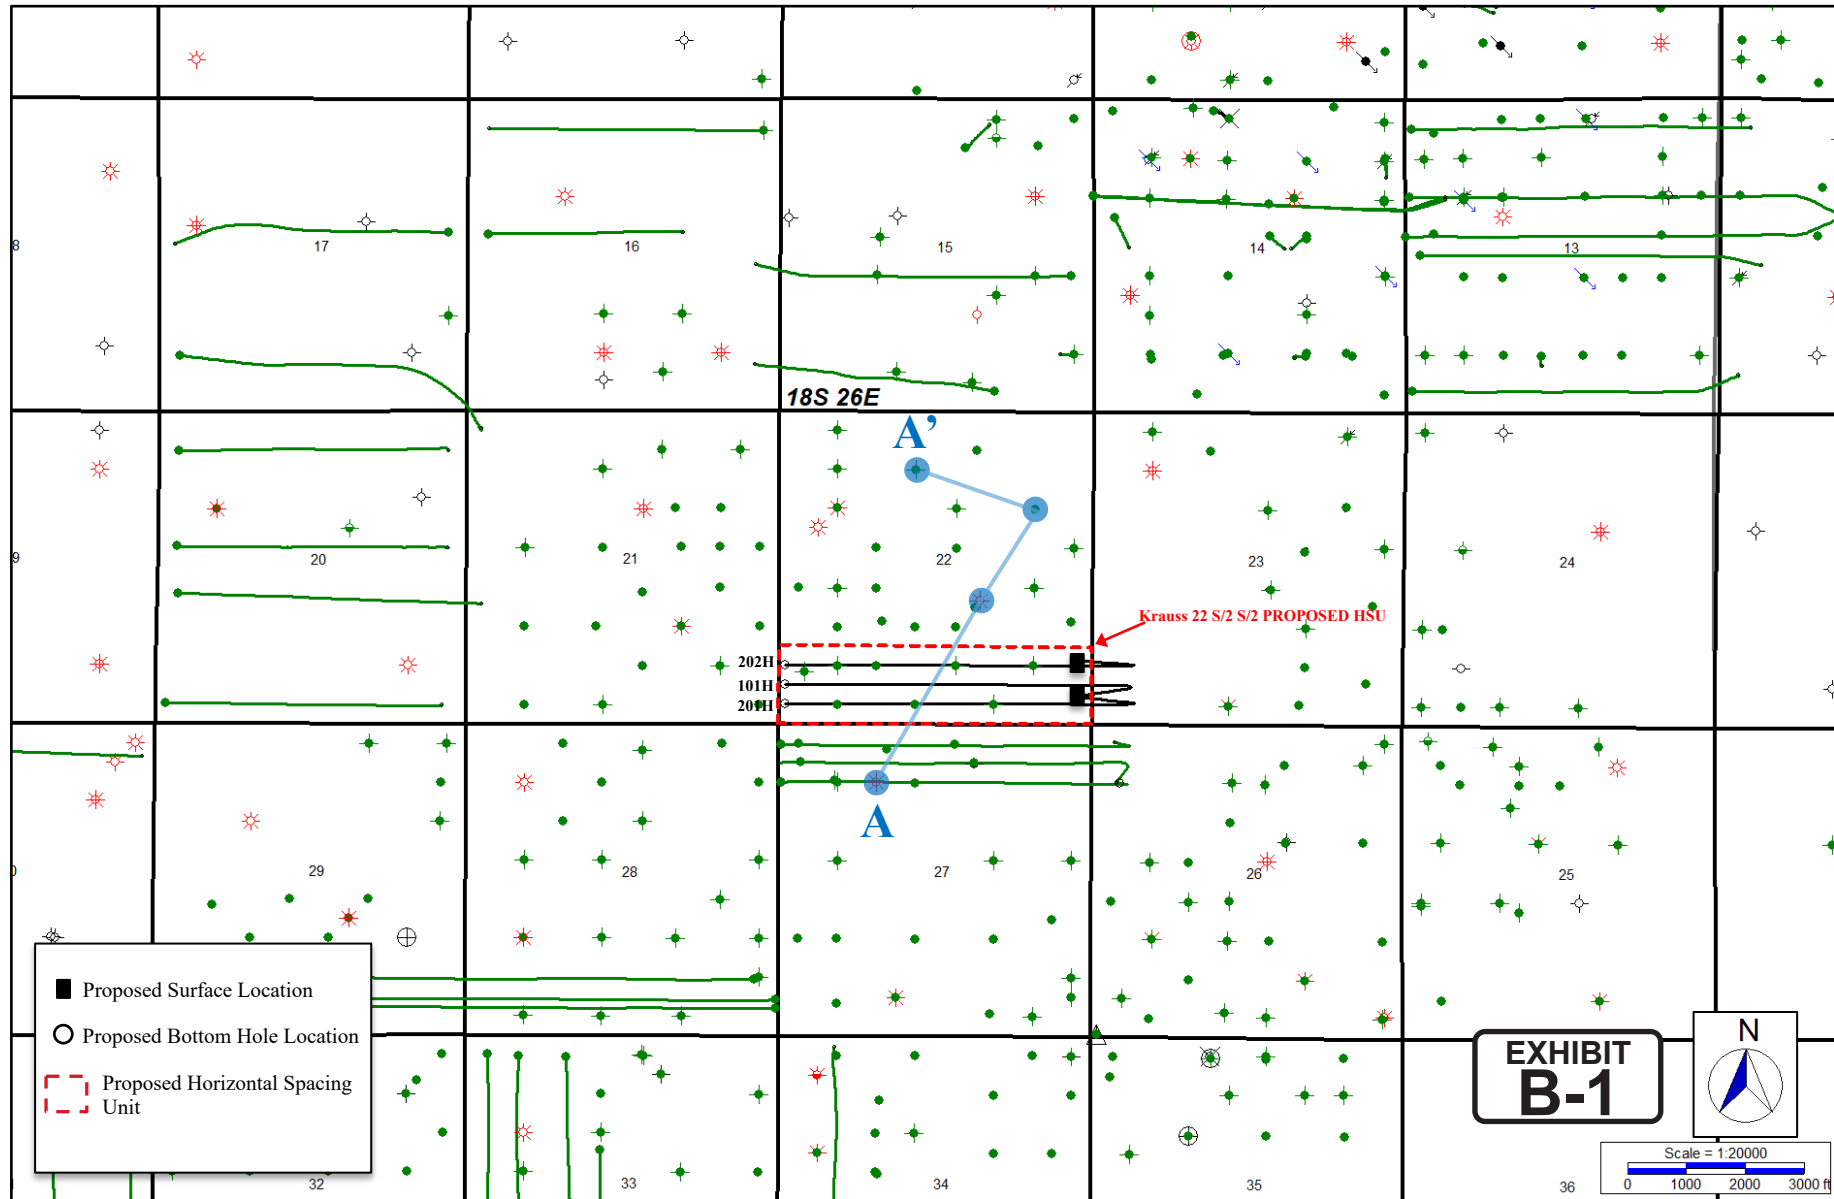 17
16
15
14
13
8
18S 26E
A’
9
20
21
22
23
24
Krauss 22 S/2 S/2 PROPOSED HSU
202H
101H
201H
A
29
28
27
26
25
0
Proposed Surface Location
Proposed Bottom Hole Location
Proposed Horizontal Spacing
Unit
EXHIBIT
B-1
N
Scale = 1:20000
0 1000 2000 3000 ft
32
33
34
35
36